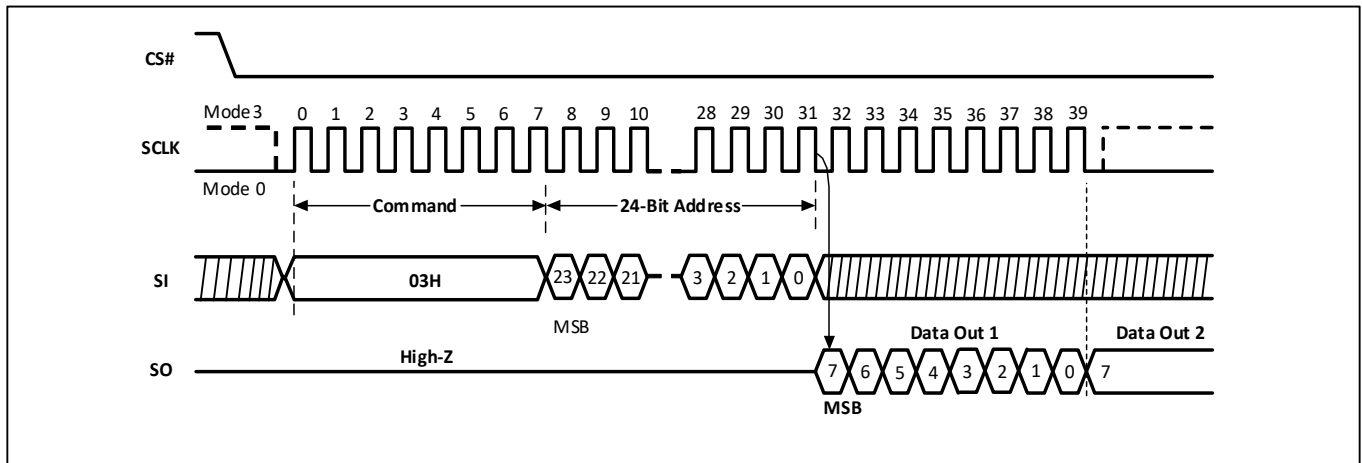 CS#
Mode 3 0 1 2 3 4 5 6 7 8 9 10 28 29 30 31 32 33 34 35 36 37 38 39
SCLK
Mode 0
Command 24-Bit Address
SI 03H 23 22 21 3 2 1 0
MSB
High-Z Data Out 1 Data Out 2
SO 7 6 5 4 3 2 1 0 7
MSB